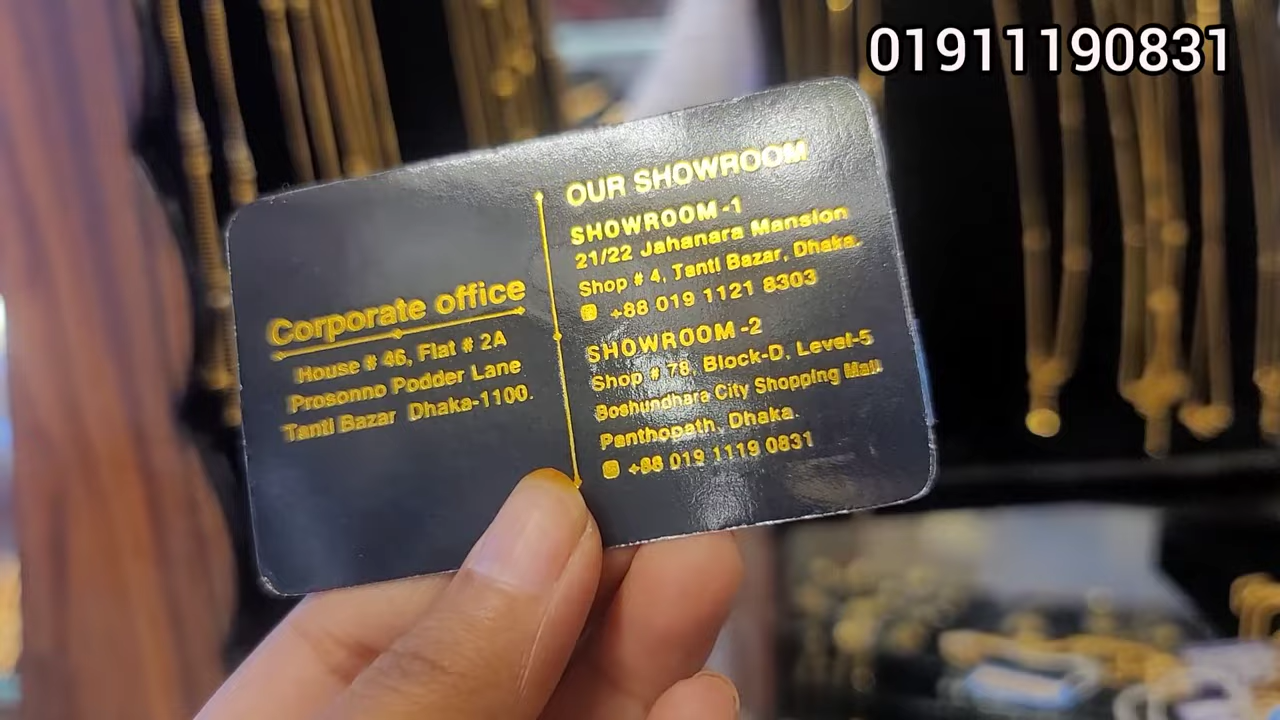 01911190831
Corporate office
House # 46, Flat # 2A
Prosonno Podder Lane
Tanti Bazar Dhaka-1100.
OUR SHOWROOM
SHOWROOM-1
21/22 Jahanara Mansion
Shop # 4, Tanti Bazar, Dhaka.
+88 019 1121 8303
SHOWROOM-2
Shop # 78, Block-D, Level-5
Boshundhara City Shopping Mall
Panthopath, Dhaka.
+88 019 1119 0831